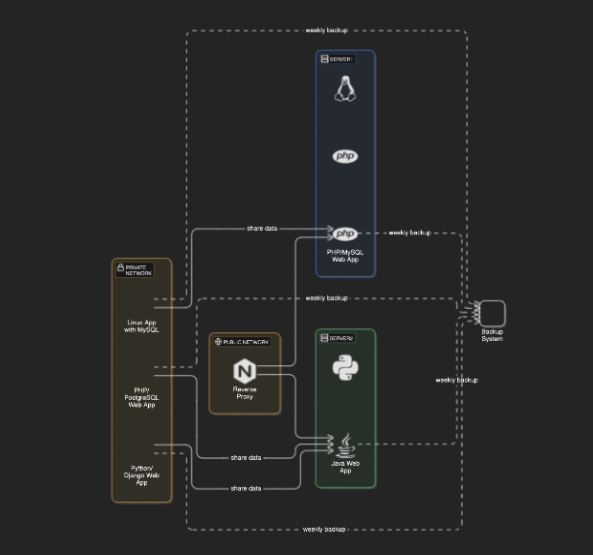 weekly backup
SERVER1
php
php
weekly backup
share data
PHP/MySQL
Web App
PRIVATE
NETWORK
weekly backup
Linux App
with MySQL
Backup
System
PUBLIC NETWORK
SERVER2
N
Reverse
Proxy
weekly backup
PHP/
PostgreSQL
Web App
share data
Java Web
App
Python/
Django Web
App
share data
weekly backup